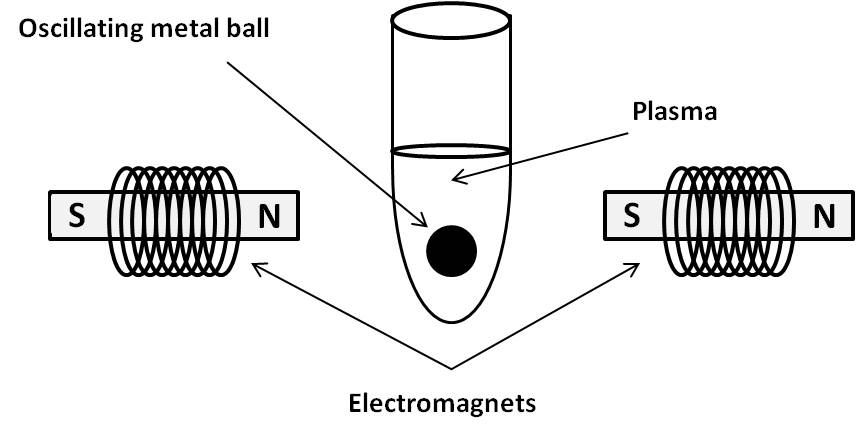 Oscillating metal ball
Plasma
S
N
S
N
Electromagnets